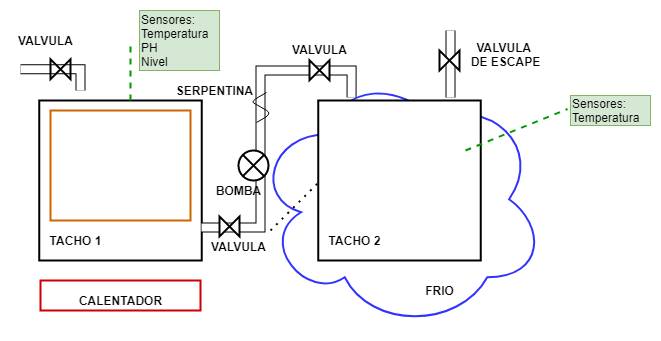 VALVULA
Sensores:
Temperatura
PH
Nivel
VALVULA
VALVULA
DE ESCAPE
SERPENTINA
Sensores:
Temperatura
BOMBA
TACHO 1
VALVULA
TACHO 2
CALENTADOR
FRIO